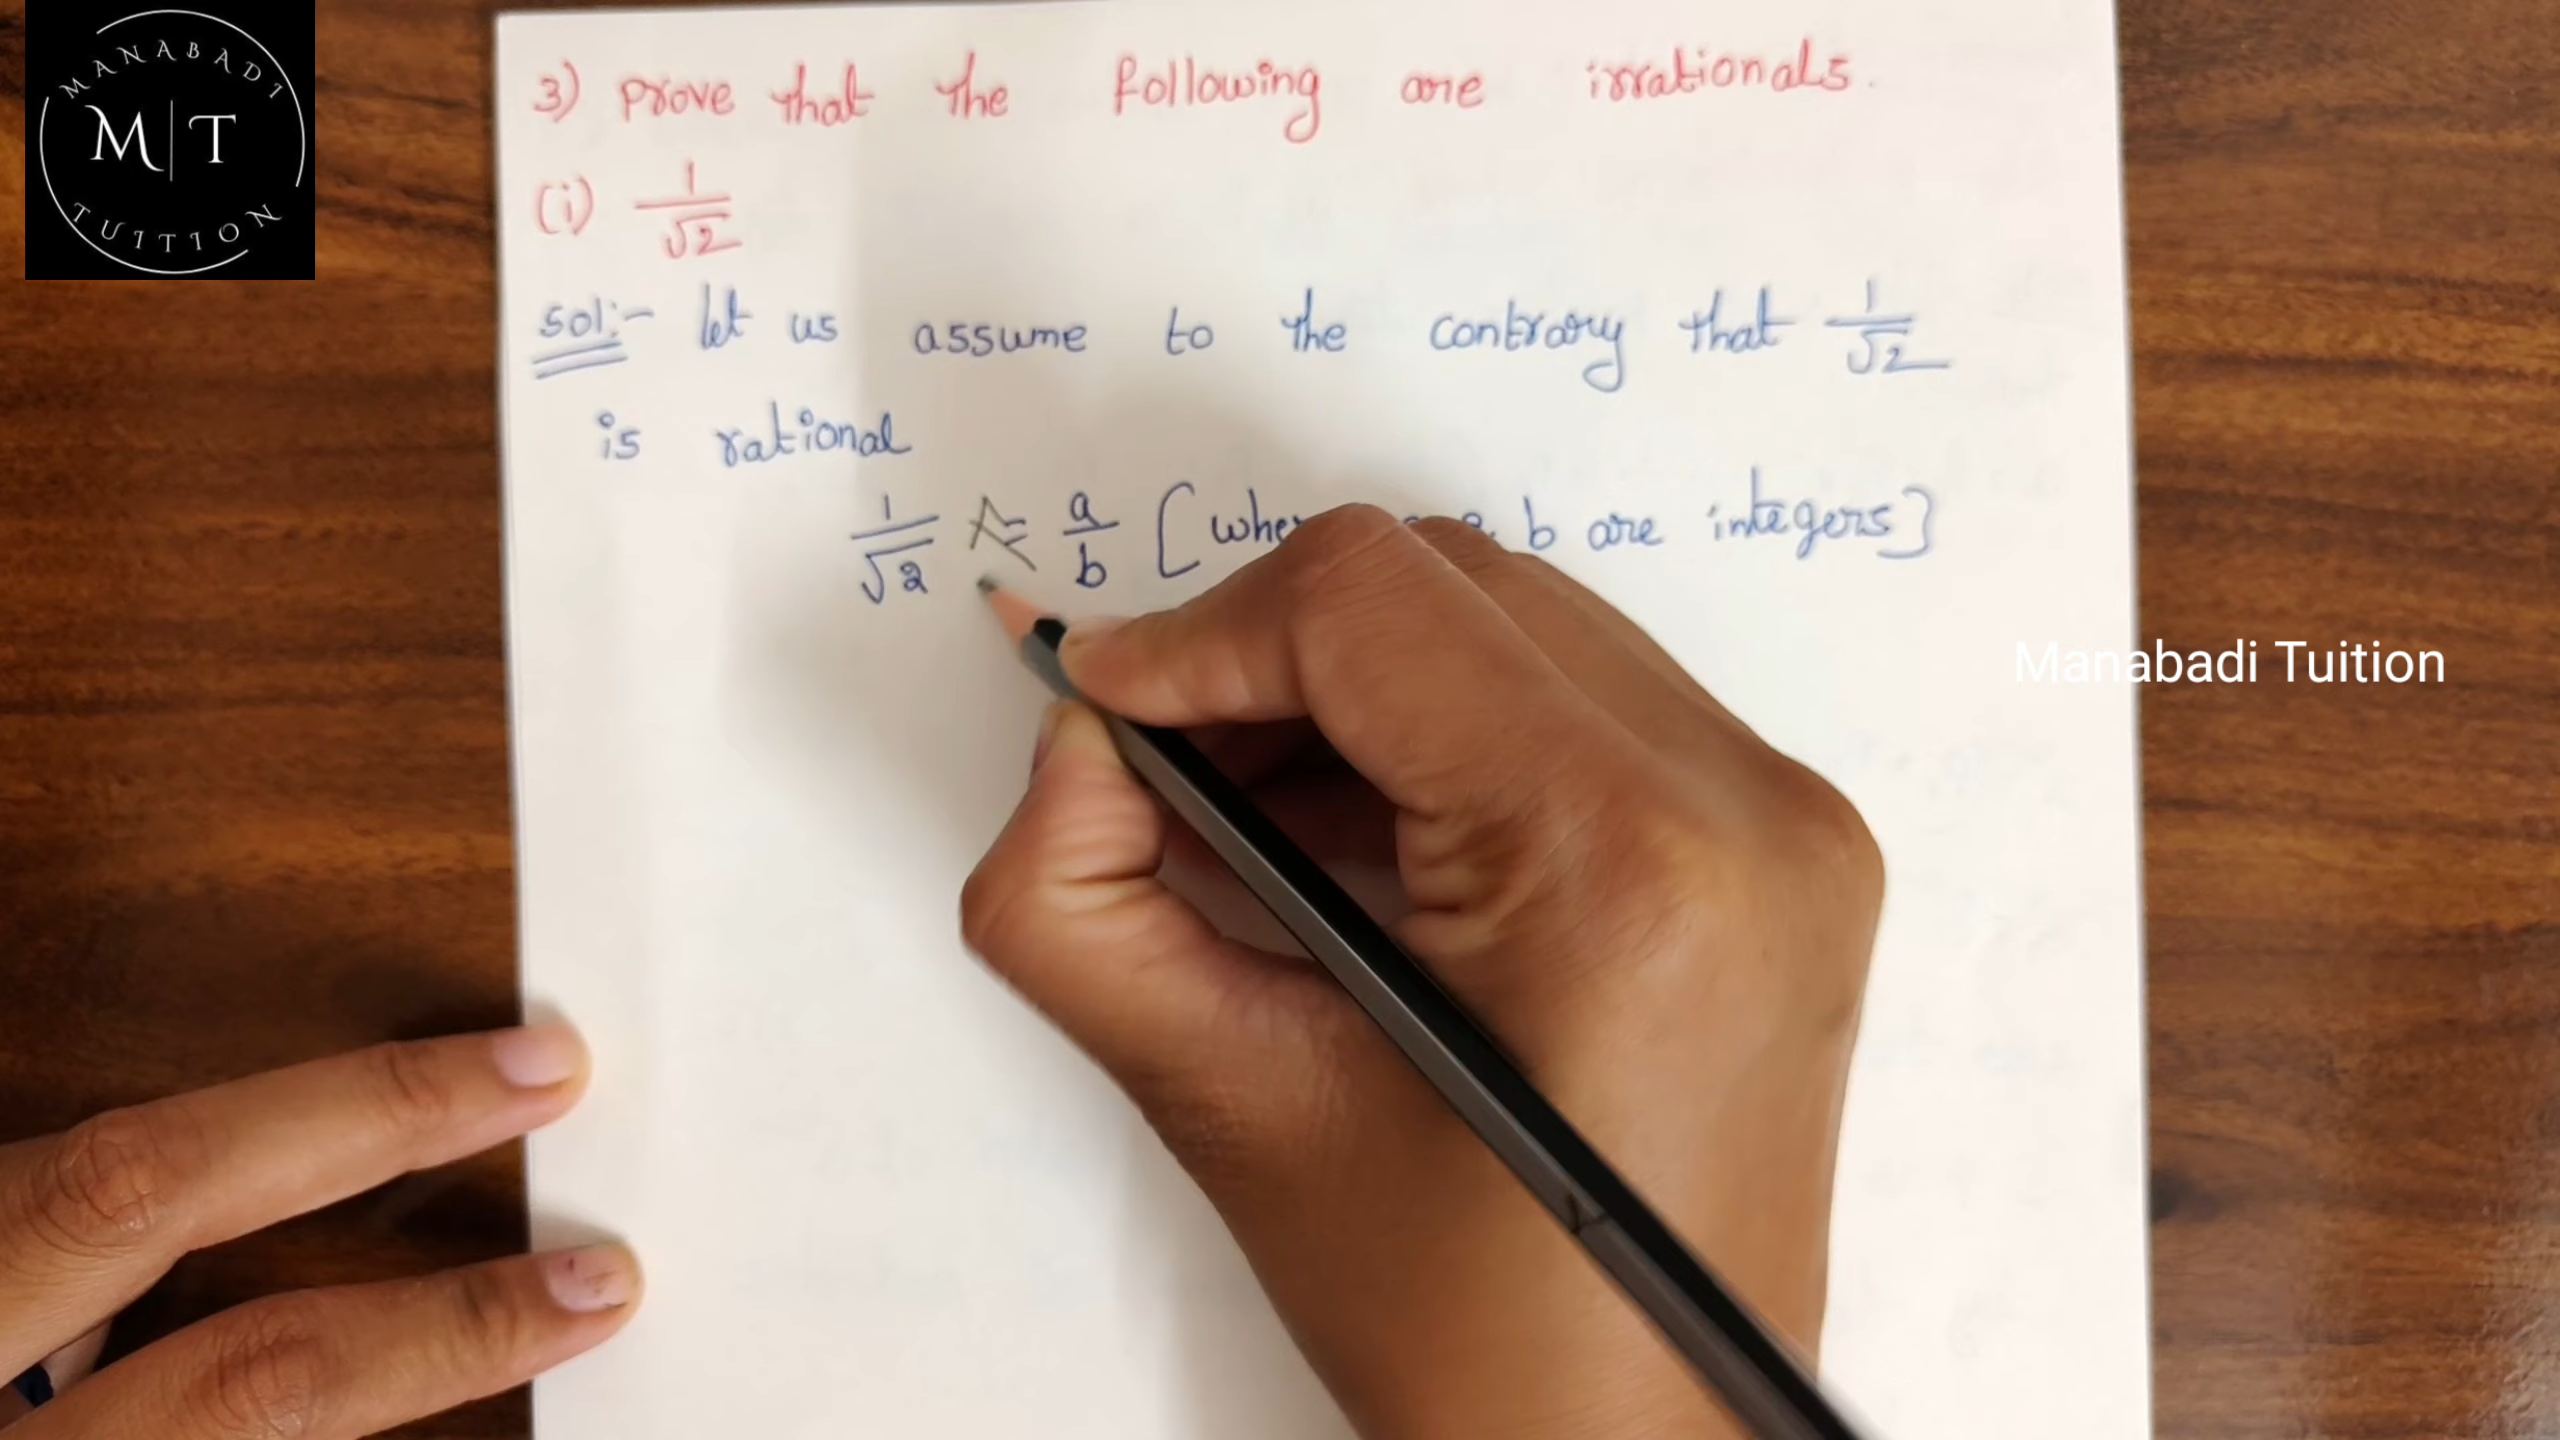 MANABADI
M|T
TUITION
3) prove that the following are irrationals.
(i) 1/√2
sol:- let us assume to the contrary that 1/√2
is rational
1/√2 = a/b [ b are integers]
Manabadi Tuition